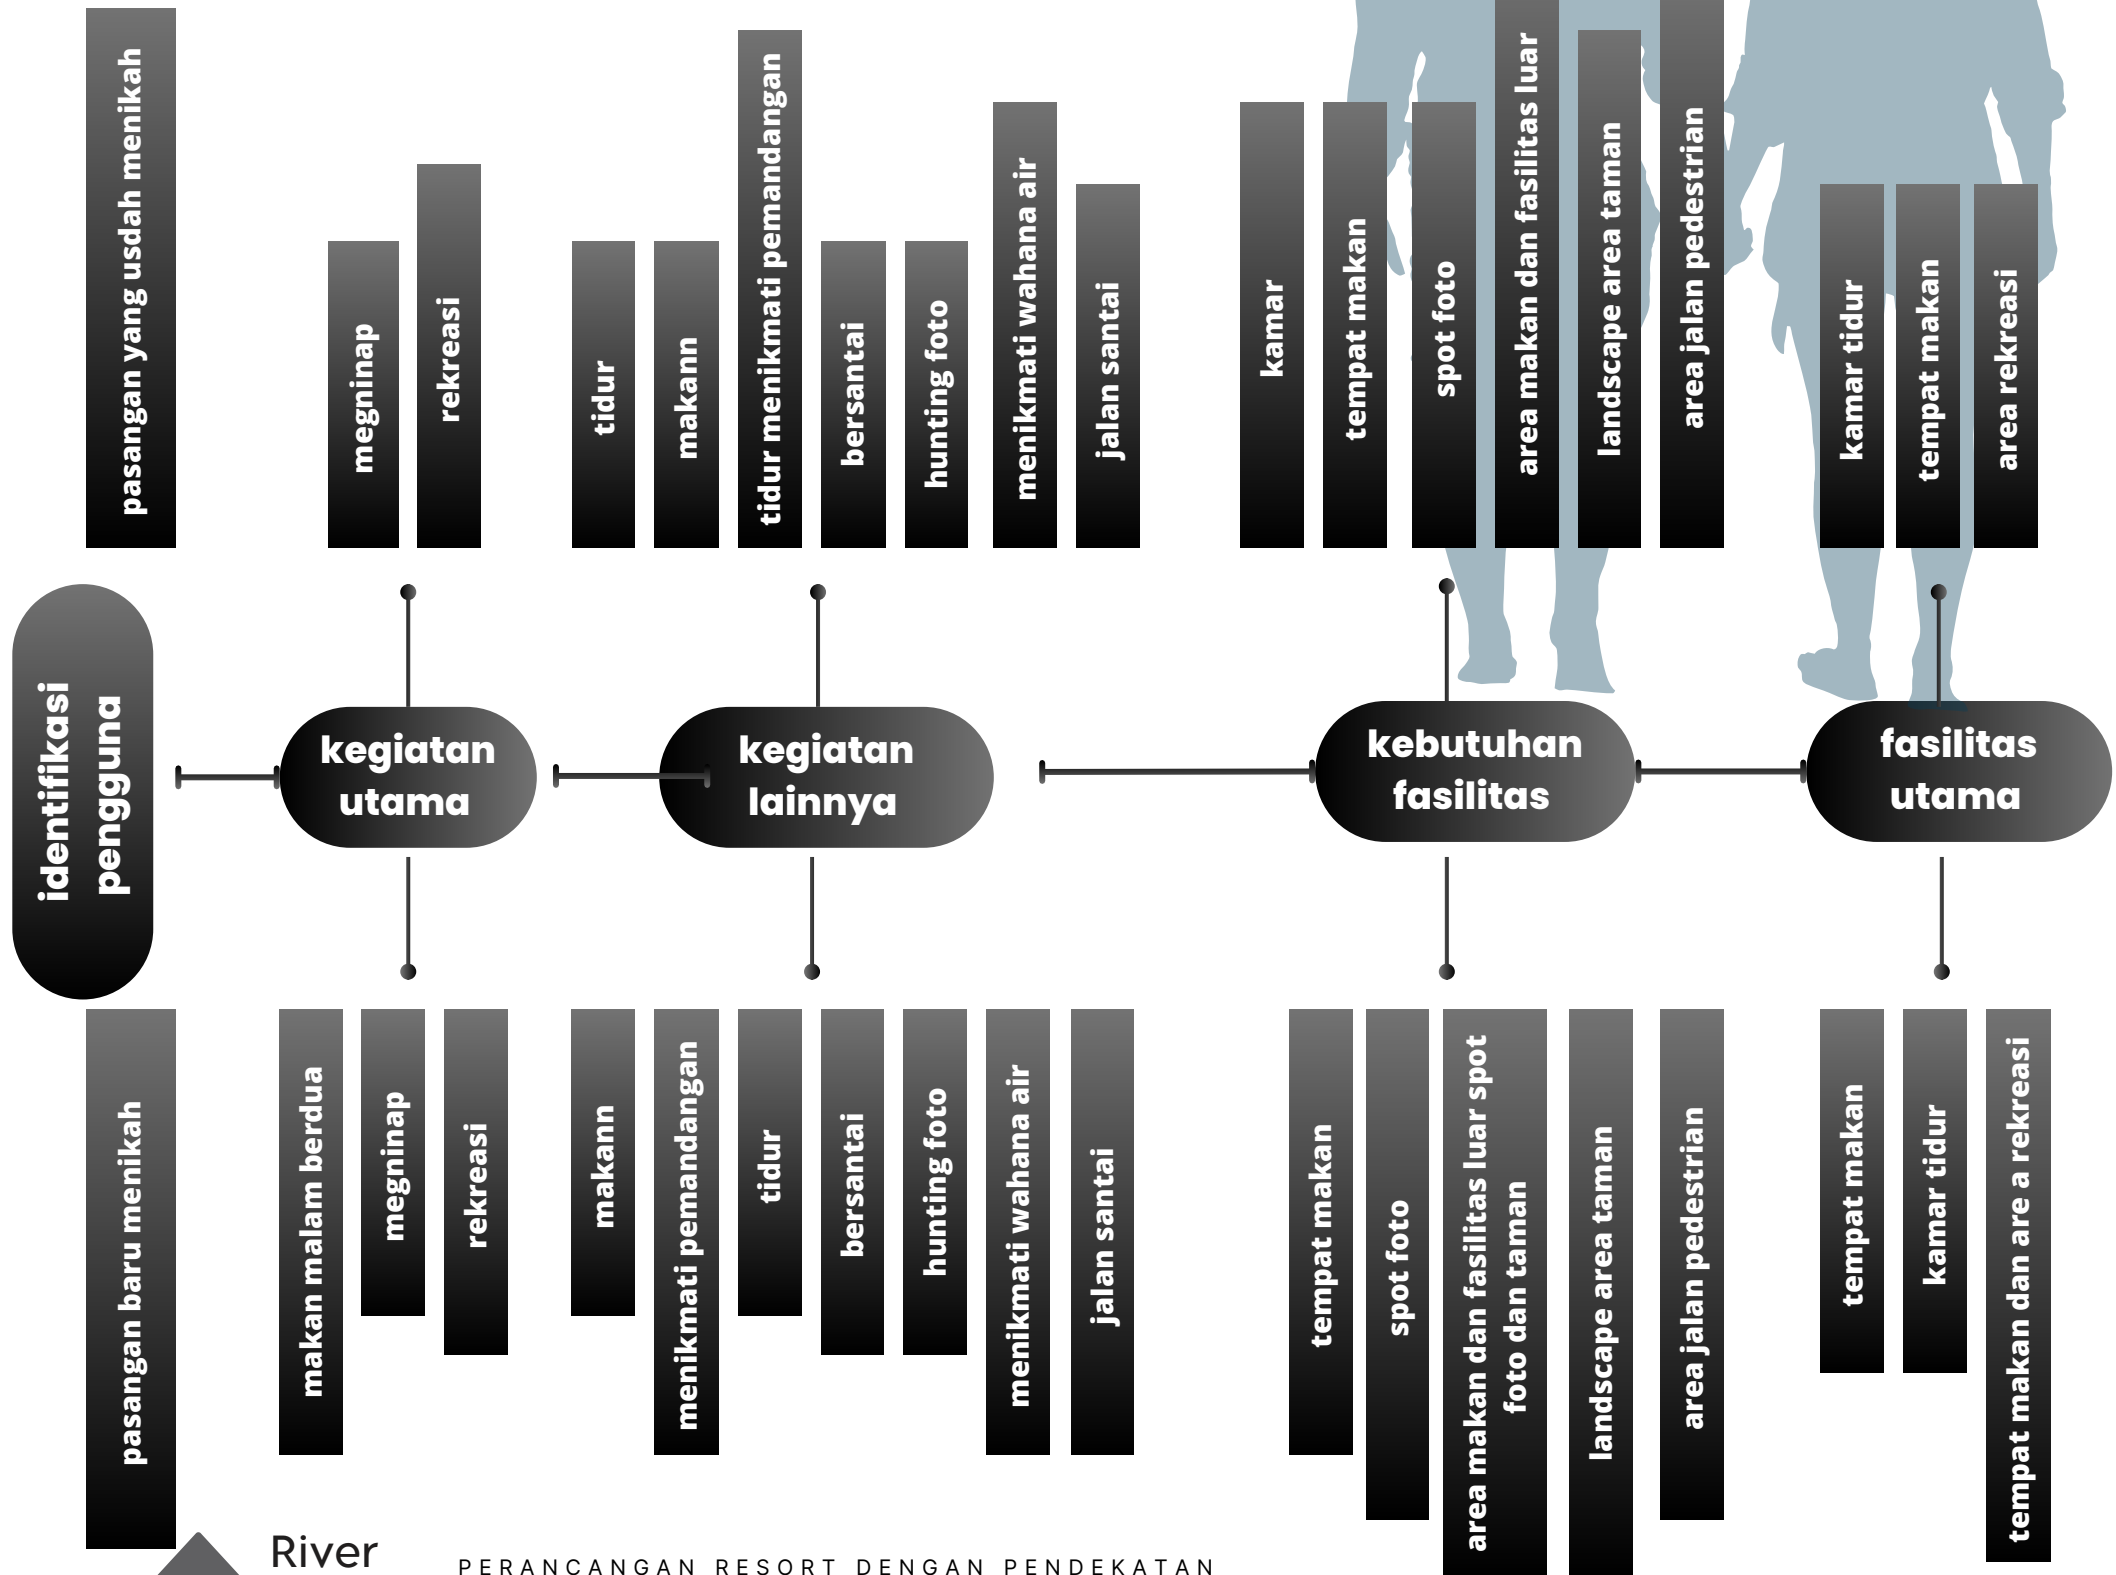 pasangan yang usdah menikah
megninap
rekreasi
tidur
makann
tidur menikmati pemandangan
bersantai
hunting foto
menikmati wahana air
jalan santai
kamar
tempat makan
spot foto
area makan dan fasilitas luar
landscape area taman
area jalan pedestrian
kamar tidur
tempat makan
area rekreasi
identifikasi
pengguna
kegiatan
utama
kegiatan
lainnya
kebutuhan
fasilitas
fasilitas
utama
pasangan baru menikah
makan malam berdua
megninap
rekreasi
makann
menikmati pemandangan
tidur
bersantai
hunting foto
menikmati wahana air
jalan santai
tempat makan
spot foto
area makan dan fasilitas luar spot
foto dan taman
landscape area taman
area jalan pedestrian
tempat makan
kamar tidur
tempat makan dan are a rekreasi
River
PERANCANGAN RESORT DENGAN PENDEKATAN